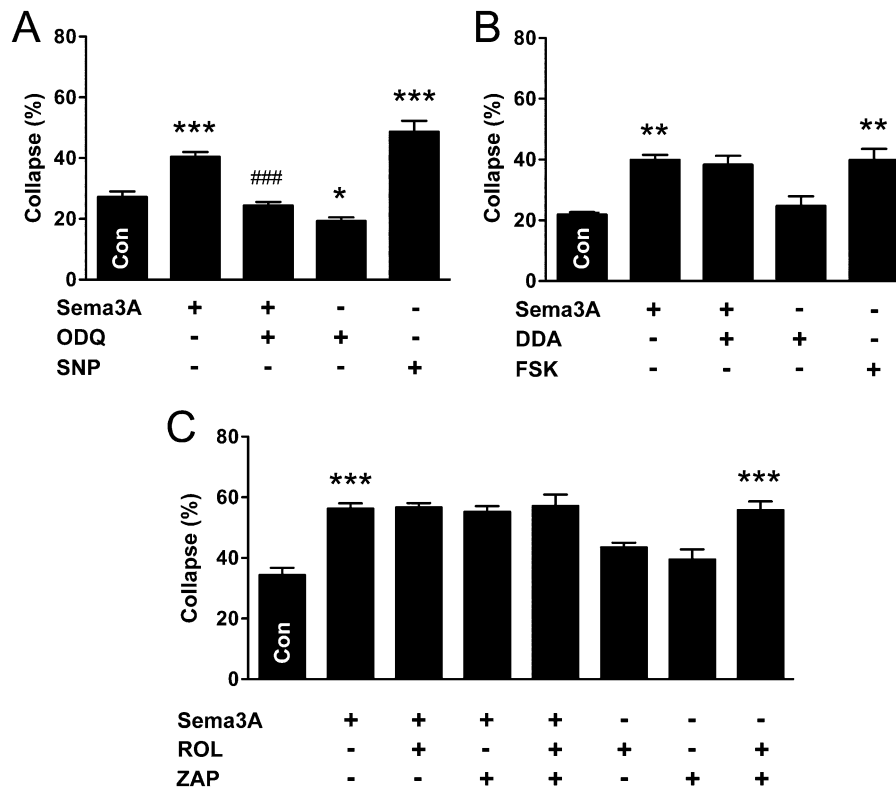 A
Collapse (%)
80
60
40
20
0
Con
***
###
*
***
Sema3A + + - -
ODQ - + + -
SNP - - - +
B
Collapse (%)
80
60
40
20
0
Con
**
**
Sema3A + + - -
DDA - + + -
FSK - - - +
C
Collapse (%)
80
60
40
20
0
Con
***
***
Sema3A + + + + - - -
ROL - + - + + - +
ZAP - - + + - + +